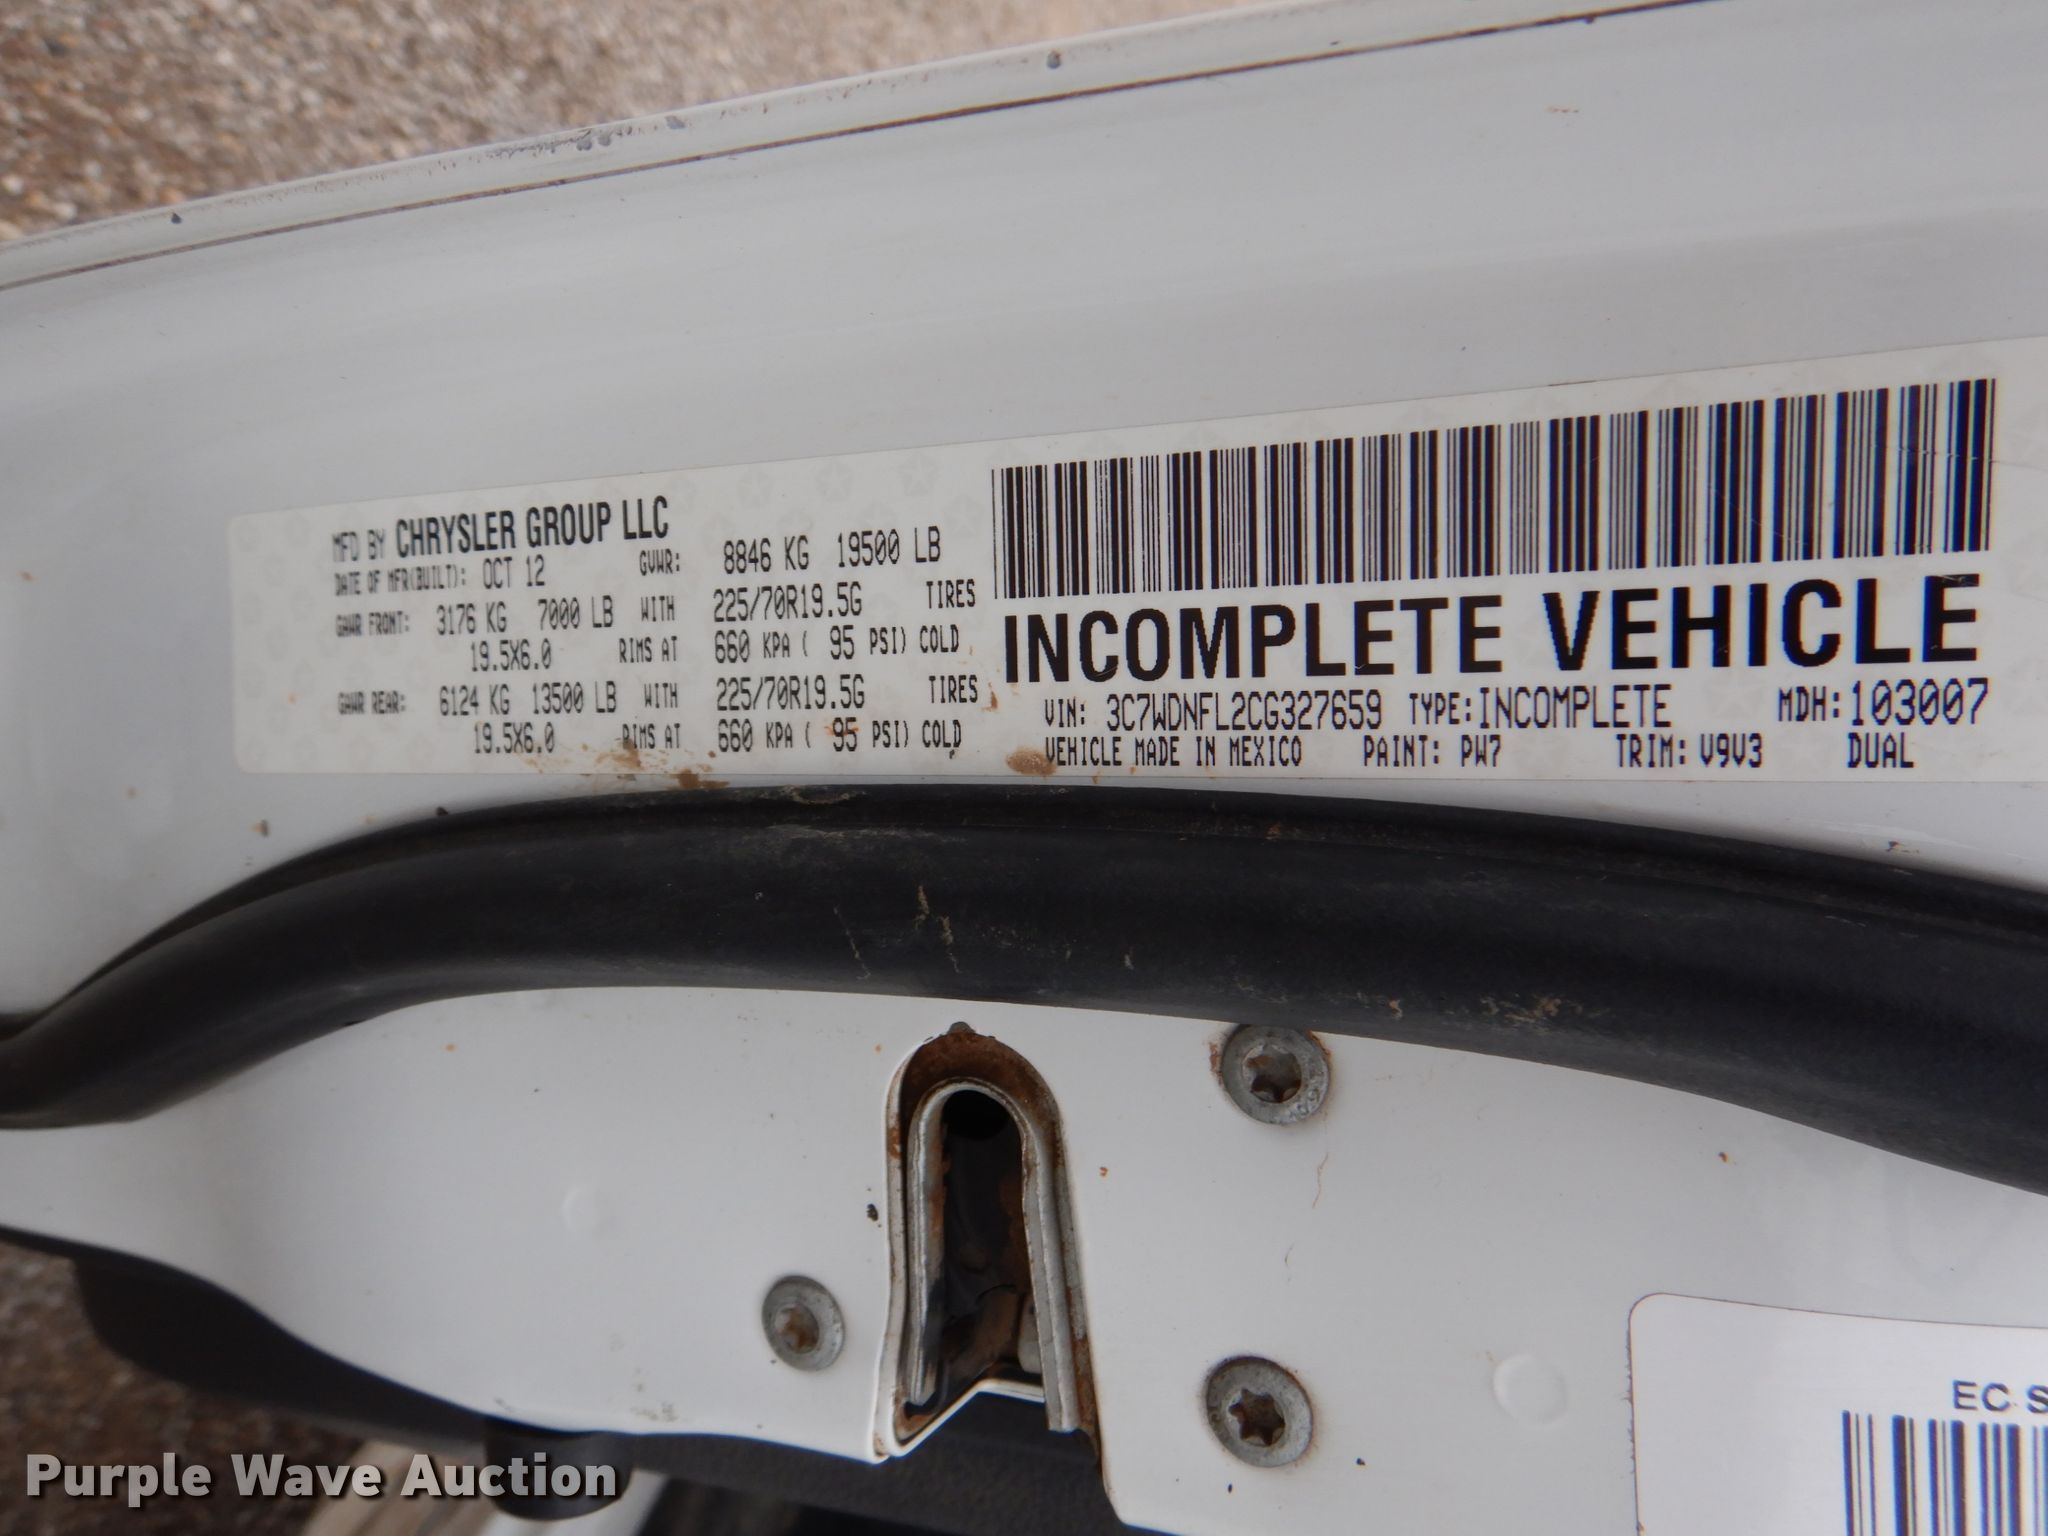 MFD BY CHRYSLER GROUP LLC
DATE OF MFR(BUILT): OCT 12 GVWR: 8846 KG 19500 LB
GAWR FRONT: 3176 KG 7000 LB WITH 225/70R19.5G TIRES
19.5X6.0 RIMS AT 660 KPA ( 95 PSI) COLD
GAWR REAR: 6124 KG 13500 LB WITH 225/70R19.5G TIRES
19.5X6.0 RIMS AT 660 KPA ( 95 PSI) COLD
INCOMPLETE VEHICLE
VIN: 3C7WDNFL2CG327659 TYPE: INCOMPLETE MDH: 103007
VEHICLE MADE IN MEXICO PAINT: PW7 TRIM: V9V3 DUAL
EC S
Purple Wave Auction